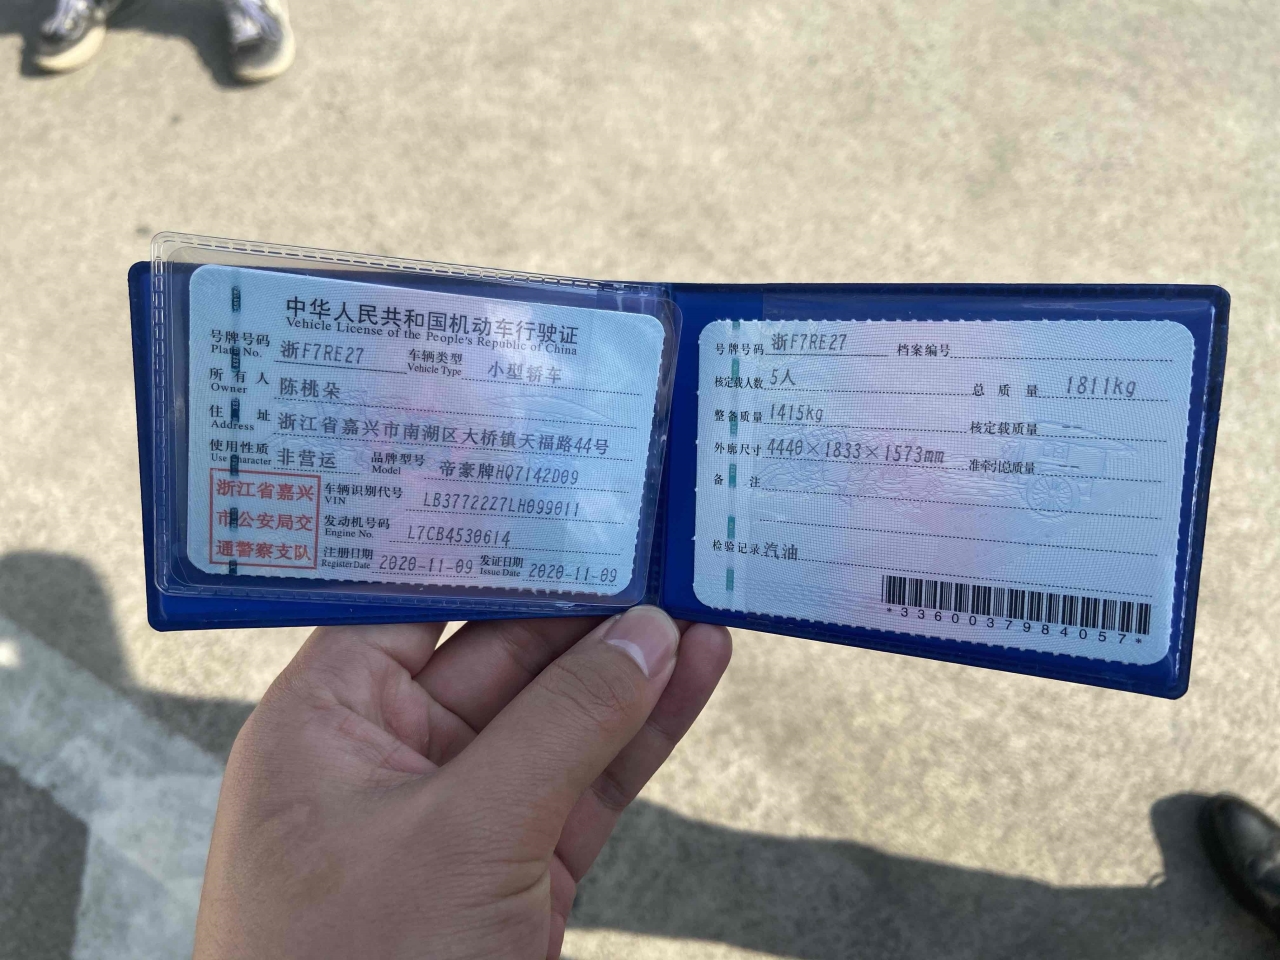 中华人民共和国机动车行驶证
Vehicle License of the People's Republic of China
号牌号码 浙F7RE27 车辆类型 小型轿车
Plate No. Vehicle Type
所有人 陈桃朵
Owner
住址 浙江省嘉兴市南湖区大桥镇天福路44号
Address
使用性质 非营运 品牌型号 帝豪牌HQ7142D09
Use Character Model
浙江省嘉兴
市公安局交
通警察支队
车辆识别代号 LB37722Z7LH099011
VIN
发动机号码 L7CB4530614
Engine No.
注册日期 2020-11-09 发证日期 2020-11-09
Register Date Issue Date
号牌号码 浙F7RE27 档案编号
核定载人数 5人 总质量 1811kg
整备质量 1415kg 核定载质量 --
外廓尺寸 4440×1833×1573mm 准牵引总质量 --
备注
检验记录 汽油
*3360037984057*